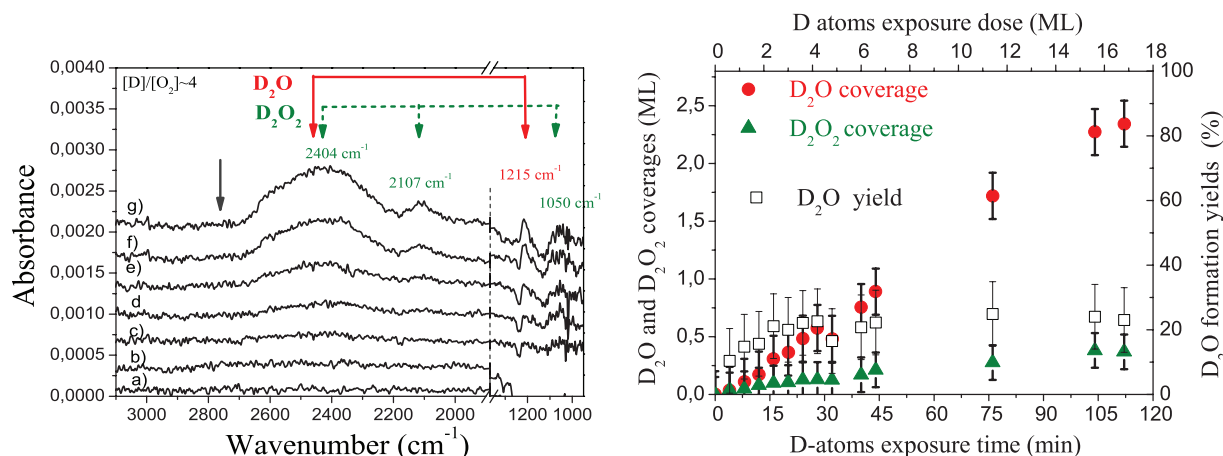 0,0040
0,0035
0,0030
0,0025
0,0020
0,0015
0,0010
0,0005
0,0000
Absorbance
[D]/[O₂]~4
D₂O
D₂O₂
2404 cm⁻¹
2107 cm⁻¹
1215 cm⁻¹
1050 cm⁻¹
g)
f)
e)
d
c)
b)
a)
3000 2800 2600 2400 2200 2000 1200 1000
Wavenumber (cm⁻¹)
D atoms exposure dose (ML)
0 2 4 6 8 10 12 14 16 18
D₂O and D₂O₂ coverages (ML)
2,5
2,0
1,5
1,0
0,5
0,0
D₂O coverage
D₂O₂ coverage
D₂O yield
100
80
60
40
20
0
D₂O formation yields (%)
0 15 30 45 60 75 90 105 120
D-atoms exposure time (min)